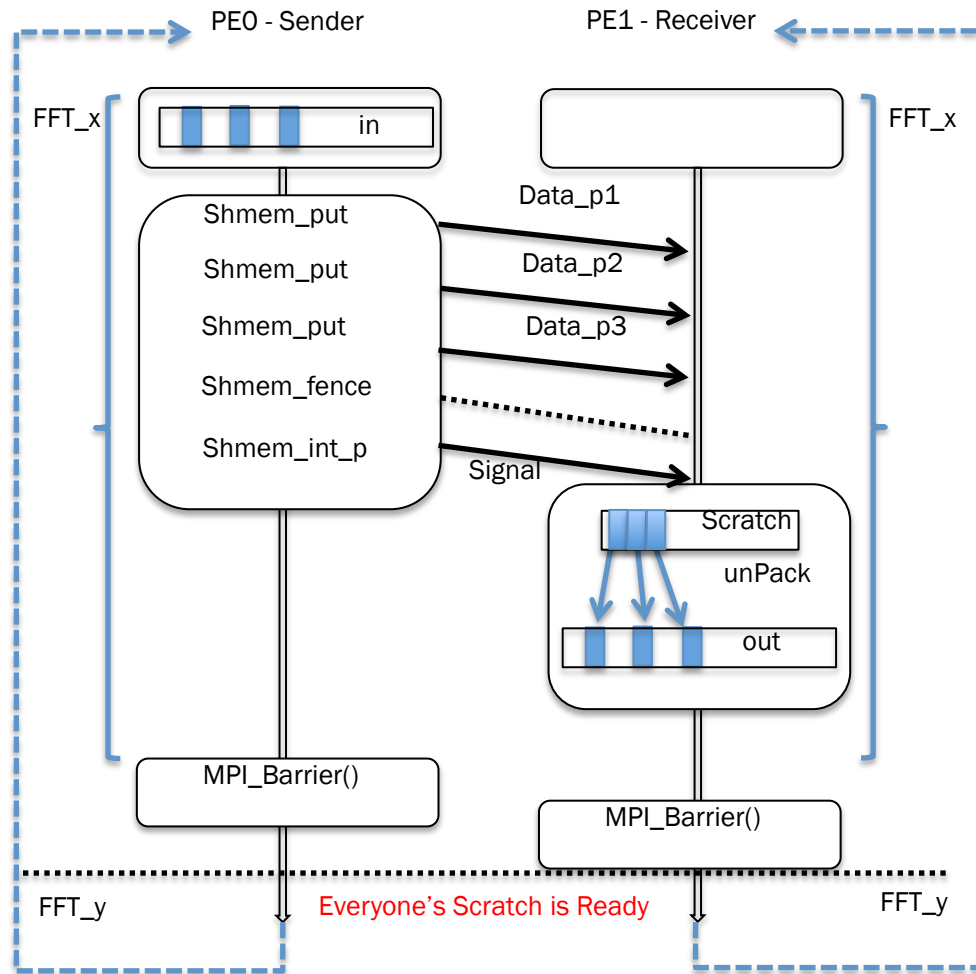 PE0 - Sender
PE1 - Receiver
FFT_x
in
FFT_x
Shmem_put
Data_p1
Shmem_put
Data_p2
Shmem_put
Data_p3
Shmem_fence
Shmem_int_p
Signal
Scratch
unPack
out
MPI_Barrier()
MPI_Barrier()
FFT_y
Everyone's Scratch is Ready
FFT_y